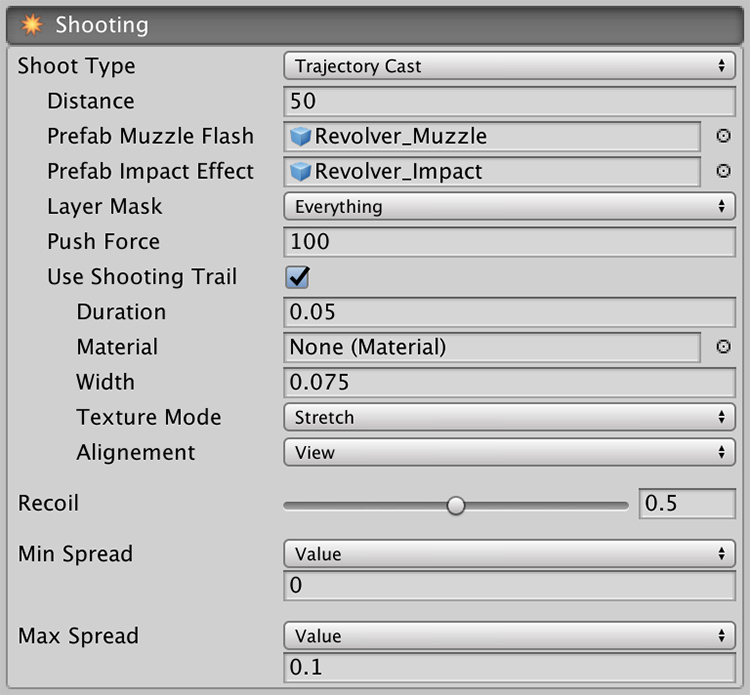 Shooting
Shoot Type Trajectory Cast
Distance 50
Prefab Muzzle Flash Revolver_Muzzle
Prefab Impact Effect Revolver_Impact
Layer Mask Everything
Push Force 100
Use Shooting Trail
Duration 0.05
Material None (Material)
Width 0.075
Texture Mode Stretch
Alignement View
Recoil 0.5
Min Spread Value
0
Max Spread Value
0.1